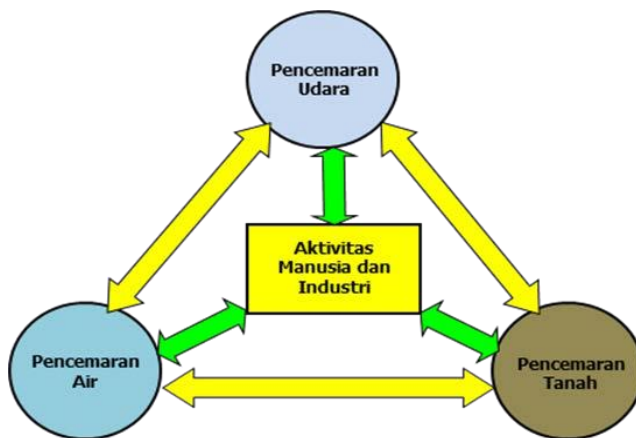 Pencemaran
Udara
Aktivitas
Manusia dan
Industri
Pencemaran
Air
Pencemaran
Tanah